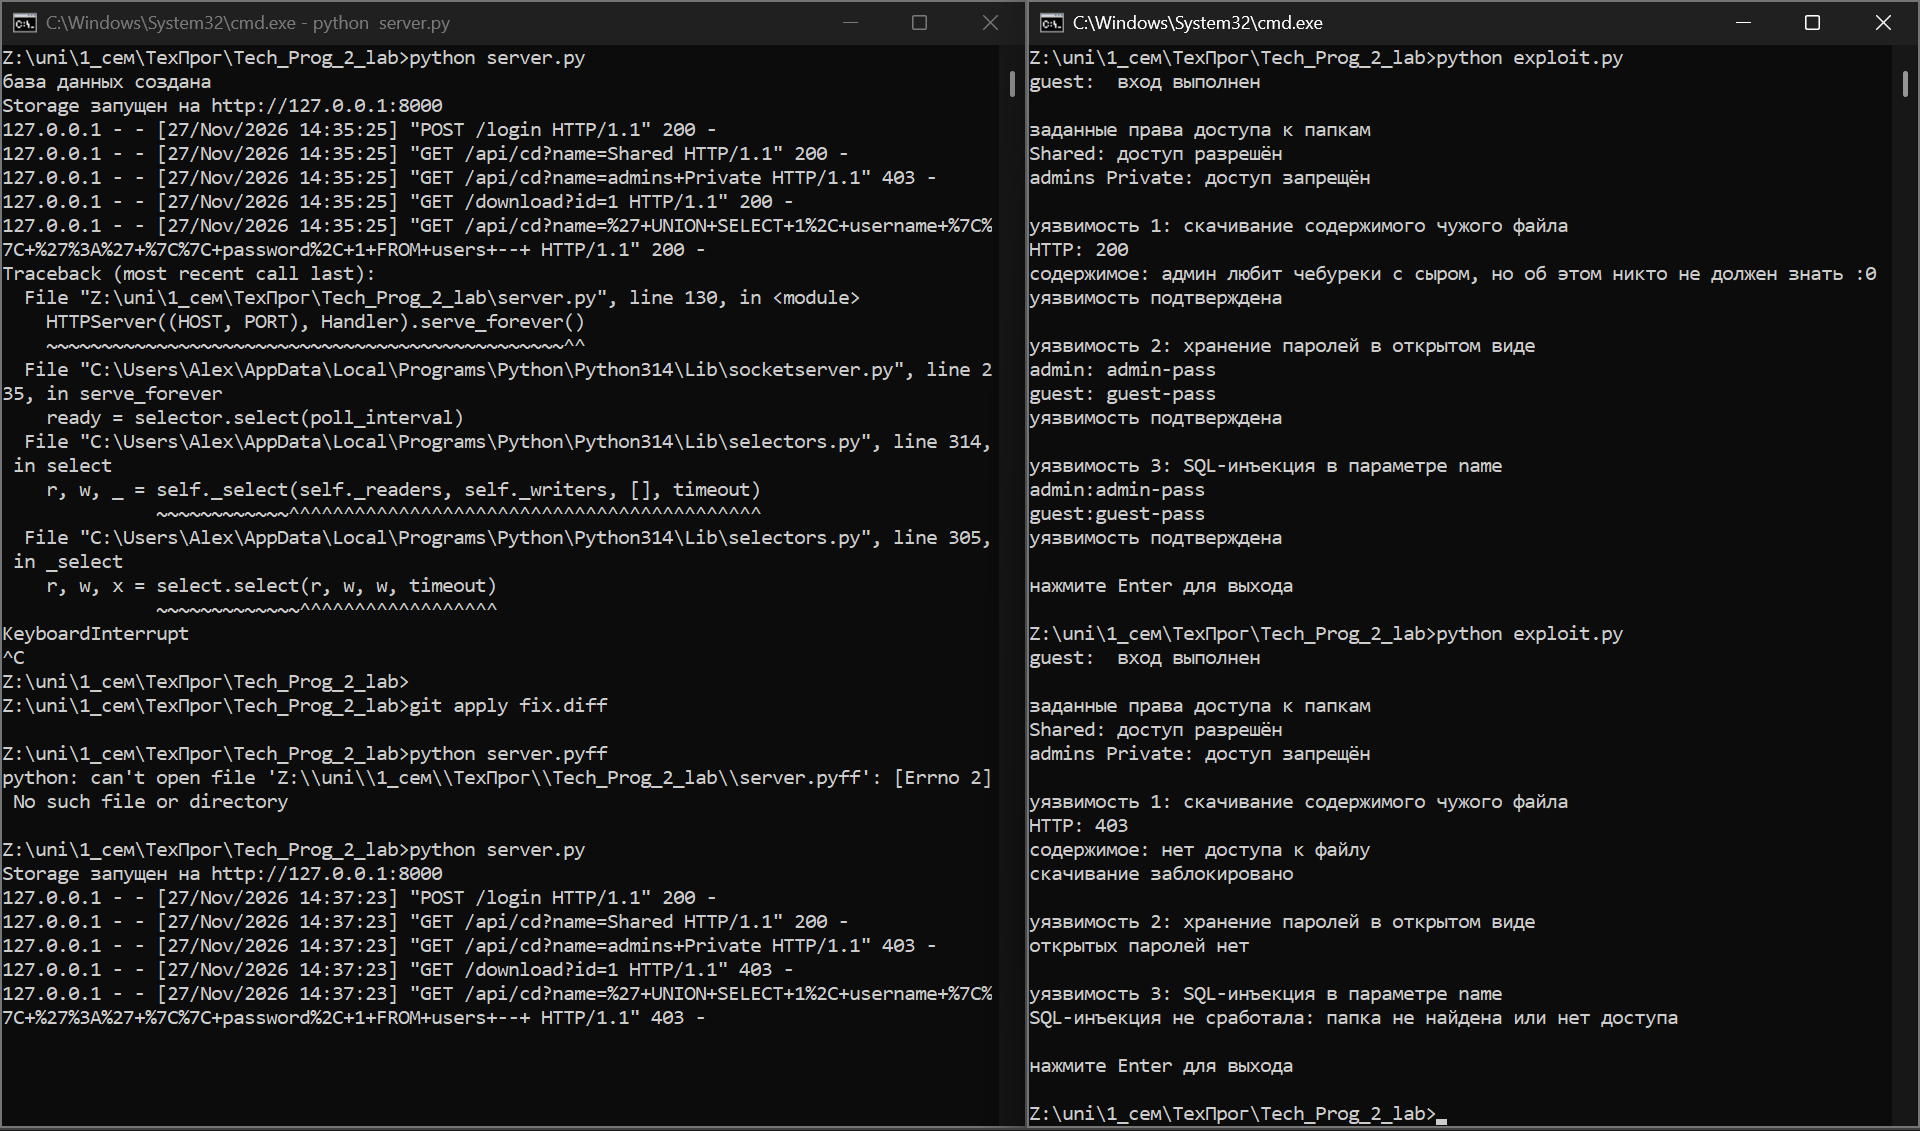 C:\Windows\System32\cmd.exe - python  server.py
Z:\uni\1_сем\ТехПрог\Tech_Prog_2_lab>python server.py
база данных создана
Storage запущен на http://127.0.0.1:8000
127.0.0.1 - - [27/Nov/2026 14:35:25] "POST /login HTTP/1.1" 200 -
127.0.0.1 - - [27/Nov/2026 14:35:25] "GET /api/cd?name=Shared HTTP/1.1" 200 -
127.0.0.1 - - [27/Nov/2026 14:35:25] "GET /api/cd?name=admins+Private HTTP/1.1" 403 -
127.0.0.1 - - [27/Nov/2026 14:35:25] "GET /download?id=1 HTTP/1.1" 200 -
127.0.0.1 - - [27/Nov/2026 14:35:25] "GET /api/cd?name=%27+UNION+SELECT+1%2C+username+%7C%
7C+%27%3A%27+%7C%7C+password%2C+1+FROM+users+--+ HTTP/1.1" 200 -
Traceback (most recent call last):
  File "Z:\uni\1_сем\ТехПрог\Tech_Prog_2_lab\server.py", line 130, in <module>
    HTTPServer((HOST, PORT), Handler).serve_forever()
    ~~~~~~~~~~~~~~~~~~~~~~~~~~~~~~~~~~~~~~~~~~~~~~~^^
  File "C:\Users\Alex\AppData\Local\Programs\Python\Python314\Lib\socketserver.py", line 2
35, in serve_forever
    ready = selector.select(poll_interval)
  File "C:\Users\Alex\AppData\Local\Programs\Python\Python314\Lib\selectors.py", line 314,
 in select
    r, w, _ = self._select(self._readers, self._writers, [], timeout)
              ~~~~~~~~~~~~^^^^^^^^^^^^^^^^^^^^^^^^^^^^^^^^^^^^^^^^^^^
  File "C:\Users\Alex\AppData\Local\Programs\Python\Python314\Lib\selectors.py", line 305,
 in _select
    r, w, x = select.select(r, w, w, timeout)
              ~~~~~~~~~~~~~^^^^^^^^^^^^^^^^^^
KeyboardInterrupt
^C
Z:\uni\1_сем\ТехПрог\Tech_Prog_2_lab>
Z:\uni\1_сем\ТехПрог\Tech_Prog_2_lab>git apply fix.diff
Z:\uni\1_сем\ТехПрог\Tech_Prog_2_lab>python server.pyff
python: can't open file 'Z:\\uni\\1_сем\\ТехПрог\\Tech_Prog_2_lab\\server.pyff': [Errno 2]
 No such file or directory
Z:\uni\1_сем\ТехПрог\Tech_Prog_2_lab>python server.py
Storage запущен на http://127.0.0.1:8000
127.0.0.1 - - [27/Nov/2026 14:37:23] "POST /login HTTP/1.1" 200 -
127.0.0.1 - - [27/Nov/2026 14:37:23] "GET /api/cd?name=Shared HTTP/1.1" 200 -
127.0.0.1 - - [27/Nov/2026 14:37:23] "GET /api/cd?name=admins+Private HTTP/1.1" 403 -
127.0.0.1 - - [27/Nov/2026 14:37:23] "GET /download?id=1 HTTP/1.1" 403 -
127.0.0.1 - - [27/Nov/2026 14:37:23] "GET /api/cd?name=%27+UNION+SELECT+1%2C+username+%7C%
7C+%27%3A%27+%7C%7C+password%2C+1+FROM+users+--+ HTTP/1.1" 403 -
C:\Windows\System32\cmd.exe
Z:\uni\1_сем\ТехПрог\Tech_Prog_2_lab>python exploit.py
guest:  вход выполнен
заданные права доступа к папкам
Shared: доступ разрешён
admins Private: доступ запрещён
уязвимость 1: скачивание содержимого чужого файла
HTTP: 200
содержимое: админ любит чебуреки с сыром, но об этом никто не должен знать :0
уязвимость подтверждена
уязвимость 2: хранение паролей в открытом виде
admin: admin-pass
guest: guest-pass
уязвимость подтверждена
уязвимость 3: SQL-инъекция в параметре name
admin:admin-pass
guest:guest-pass
уязвимость подтверждена
нажмите Enter для выхода
Z:\uni\1_сем\ТехПрог\Tech_Prog_2_lab>python exploit.py
guest:  вход выполнен
заданные права доступа к папкам
Shared: доступ разрешён
admins Private: доступ запрещён
уязвимость 1: скачивание содержимого чужого файла
HTTP: 403
содержимое: нет доступа к файлу
скачивание заблокировано
уязвимость 2: хранение паролей в открытом виде
открытых паролей нет
уязвимость 3: SQL-инъекция в параметре name
SQL-инъекция не сработала: папка не найдена или нет доступа
нажмите Enter для выхода
Z:\uni\1_сем\ТехПрог\Tech_Prog_2_lab>